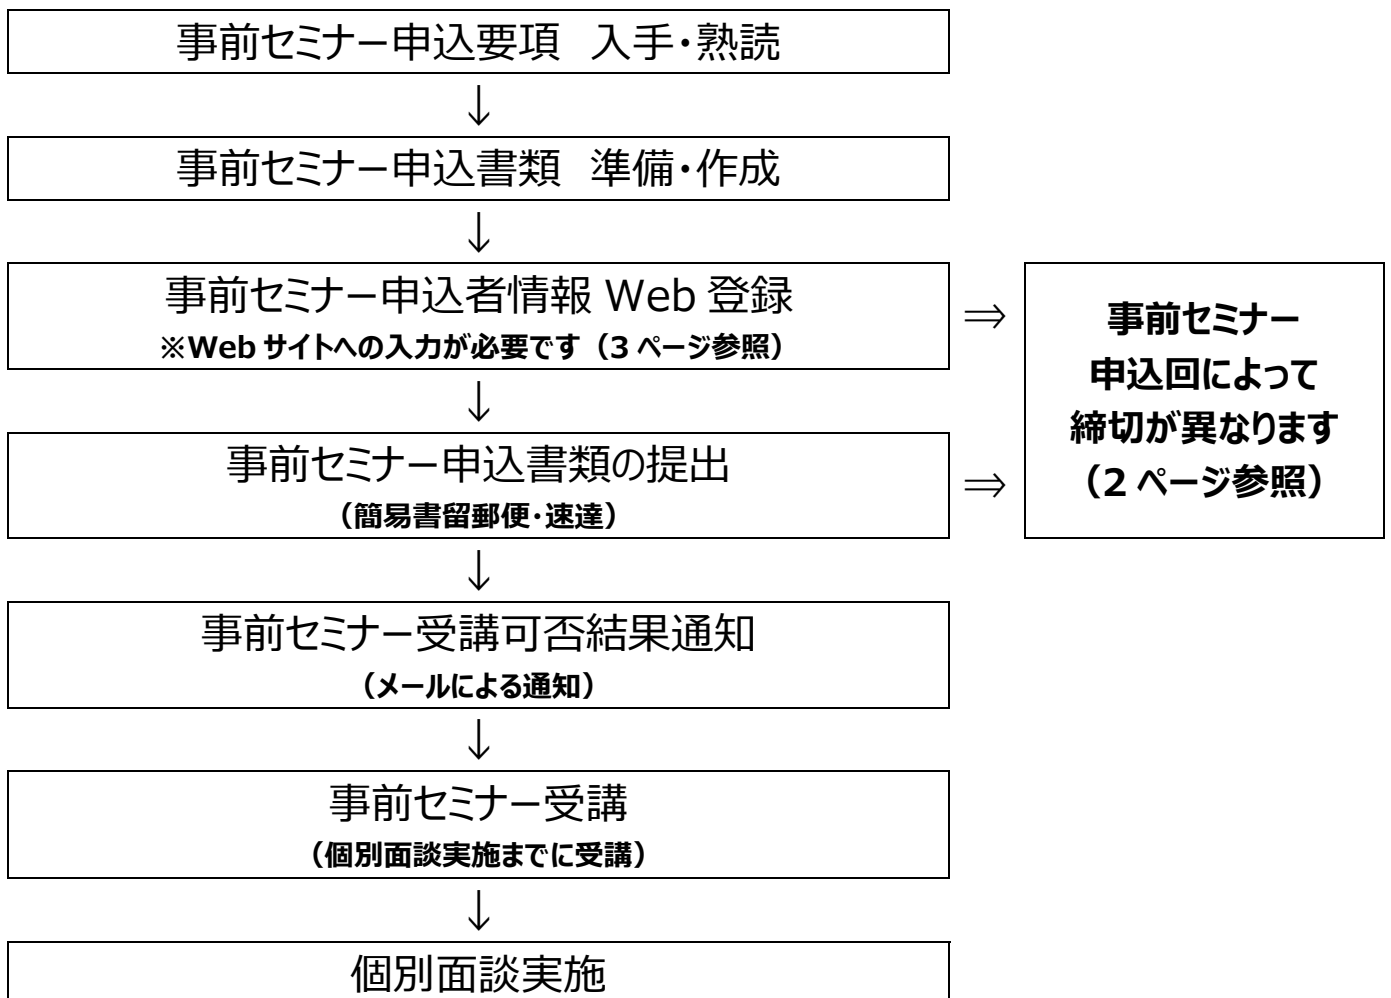 事前セミナー申込要項　入手・熟読
↓
事前セミナー申込書類　準備・作成
↓
事前セミナー申込者情報 Web 登録
※Web サイトへの入力が必要です（3 ページ参照）
⇒
↓
事前セミナー申込書類の提出
（簡易書留郵便・速達）
⇒
事前セミナー
申込回によって
締切が異なります
（2 ページ参照）
↓
事前セミナー受講可否結果通知
（メールによる通知）
↓
事前セミナー受講
（個別面談実施までに受講）
↓
個別面談実施